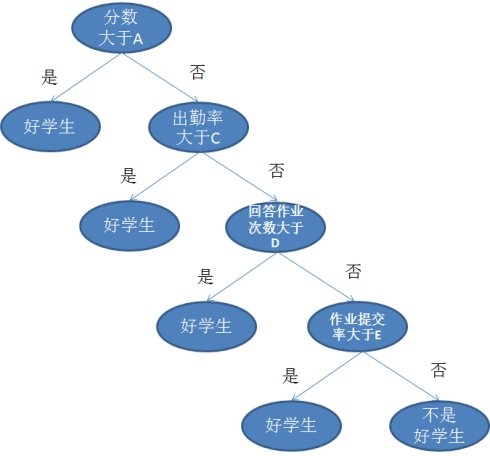 分数
大于A
是
否
好学生
出勤率
大于C
是
否
好学生
回答作业
次数大于
D
是
否
好学生
作业提交
率大于E
是
否
好学生
不是
好学生